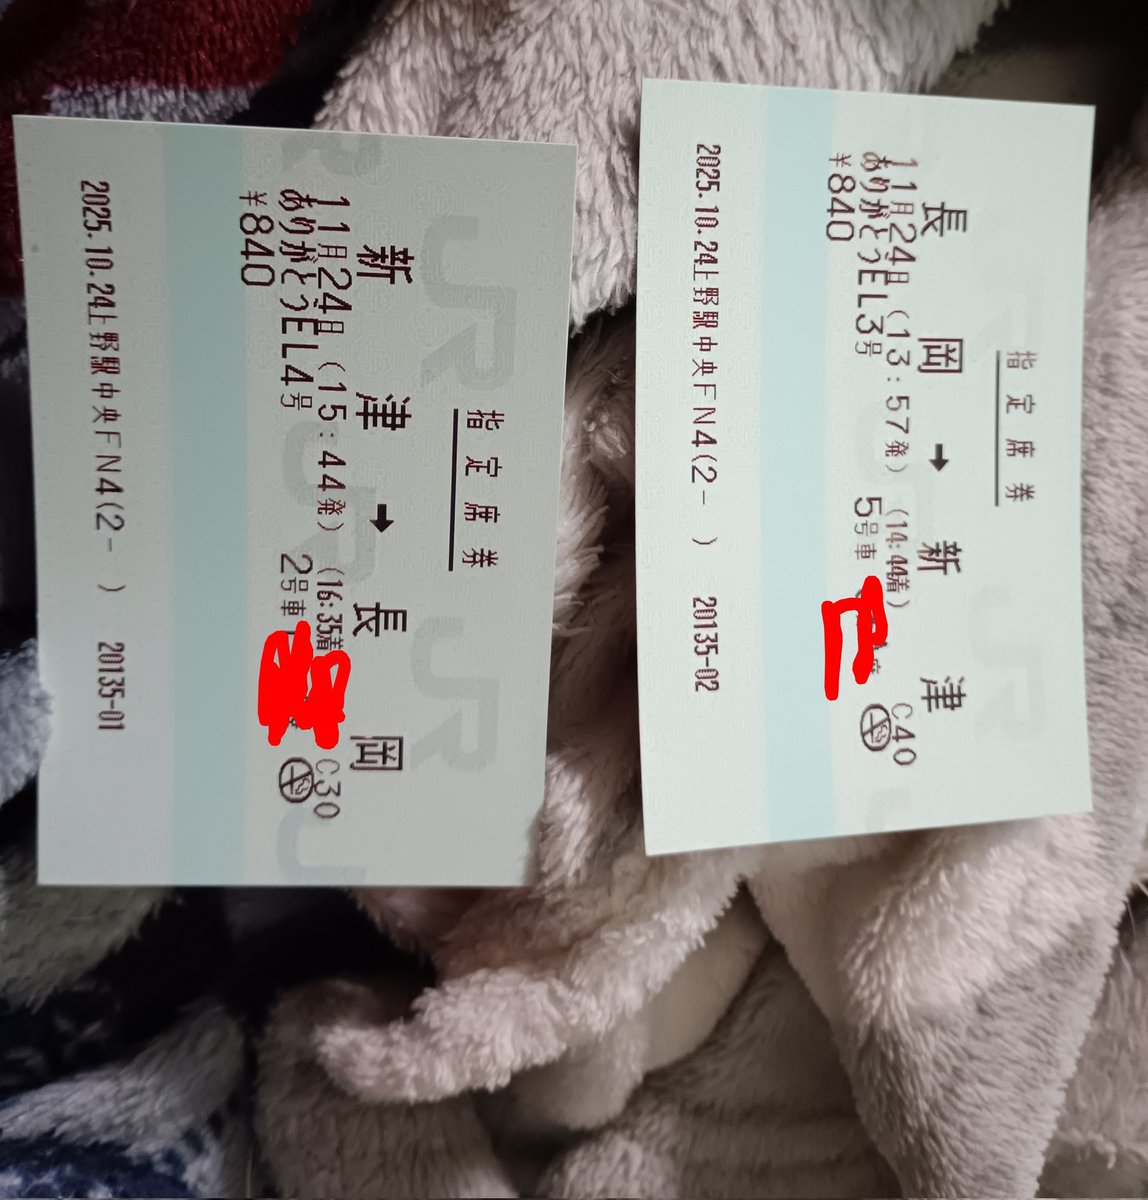 指定席券
新津 ➡ 長岡
11月24日 (15:44発) (16:35着) C30
ありがとうEL4号 2号車
¥840
2025.10.24上野駅中央FN4(2- ) 20135-01
指定席券
長岡 ➡ 新津
11月24日 (13:57発) (14:44着) C40
ありがとうEL3号 5号車 席
¥840
2025.10.24上野駅中央FN4(2- ) 20135-02